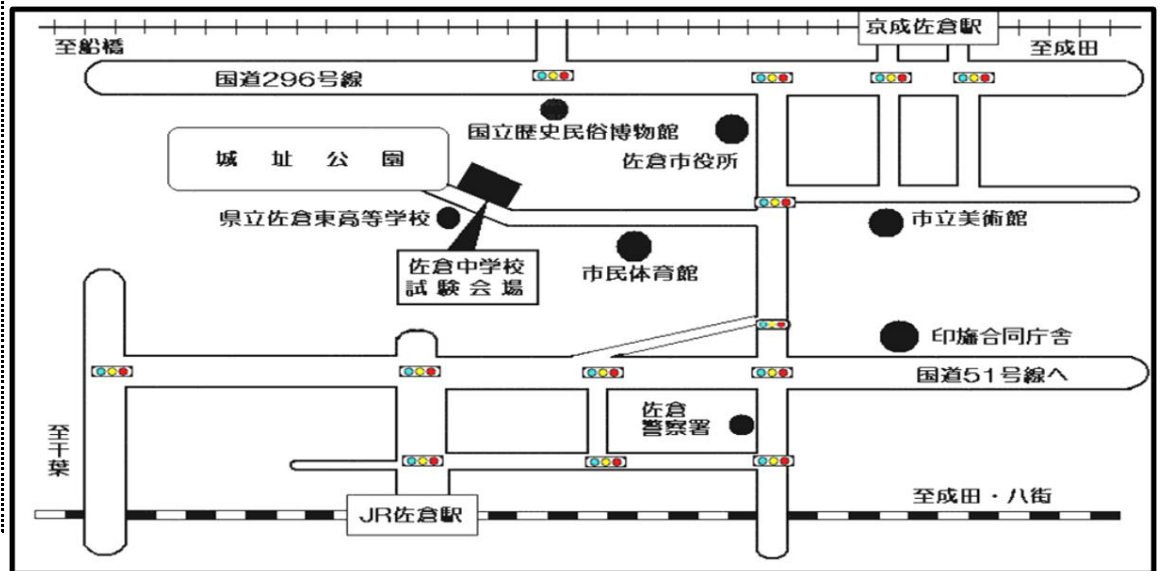 京成佐倉駅
至船橋
至成田
国道296号線
国立歴史民俗博物館
佐倉市役所
城址公園
県立佐倉東高等学校
市立美術館
佐倉中学校
試験会場
市民体育館
印旛合同庁舎
国道51号線へ
佐倉
警察署
至千葉
至成田・八街
JR佐倉駅